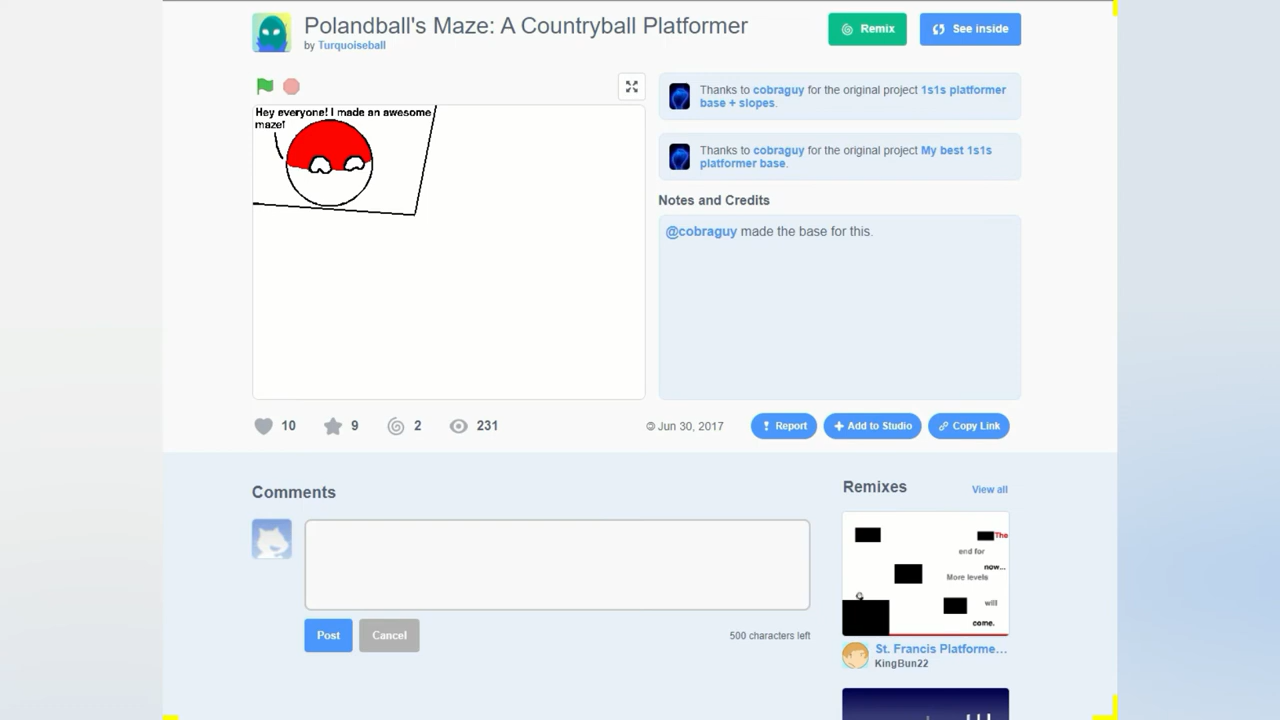 Polandball's Maze: A Countryball Platformer
by Turquoiseball
Remix
See inside
Hey everyone! I made an awesome
maze!
Thanks to cobraguy for the original project 1s1s platformer
base + slopes.
Thanks to cobraguy for the original project My best 1s1s
platformer base.
Notes and Credits
@cobraguy made the base for this.
10
9
2
231
© Jun 30, 2017
Report
Add to Studio
Copy Link
Comments
Post
Cancel
500 characters left
Remixes
View all
The
end for
now...
More levels
will
come.
St. Francis Platforme...
KingBun22